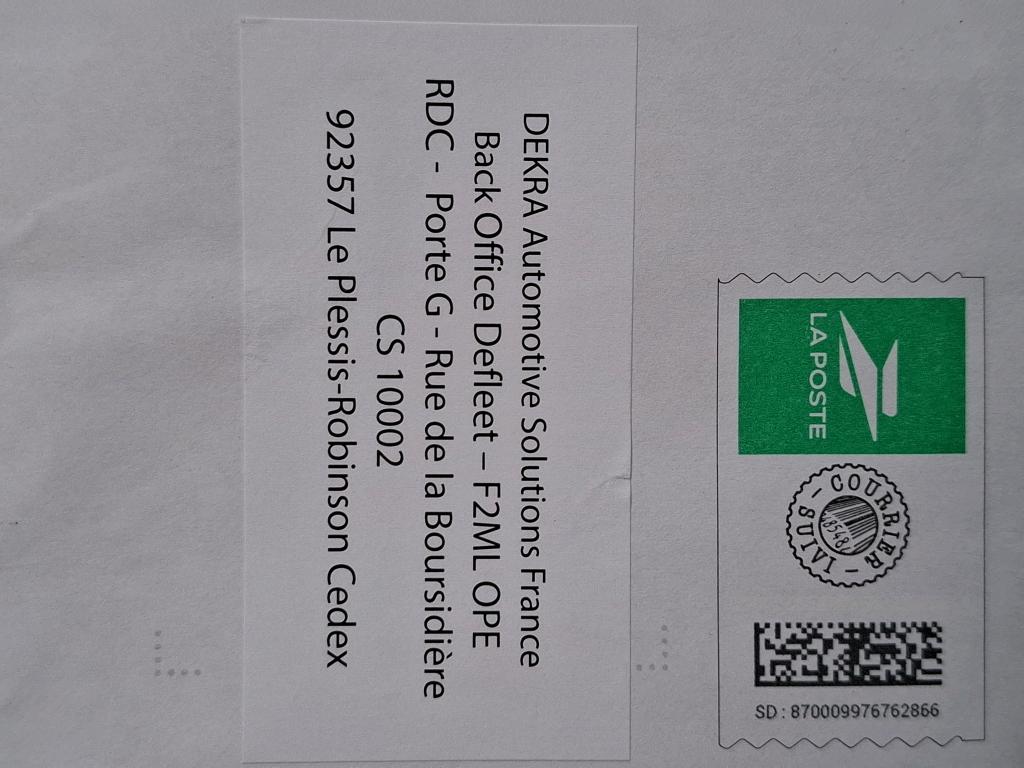 LA POSTE
COURRIER
SUIVI
SD : 870009976762866
DEKRA Automotive Solutions France
Back Office Defleet – F2ML OPE
RDC - Porte G - Rue de la Boursidière
CS 10002
92357 Le Plessis-Robinson Cedex